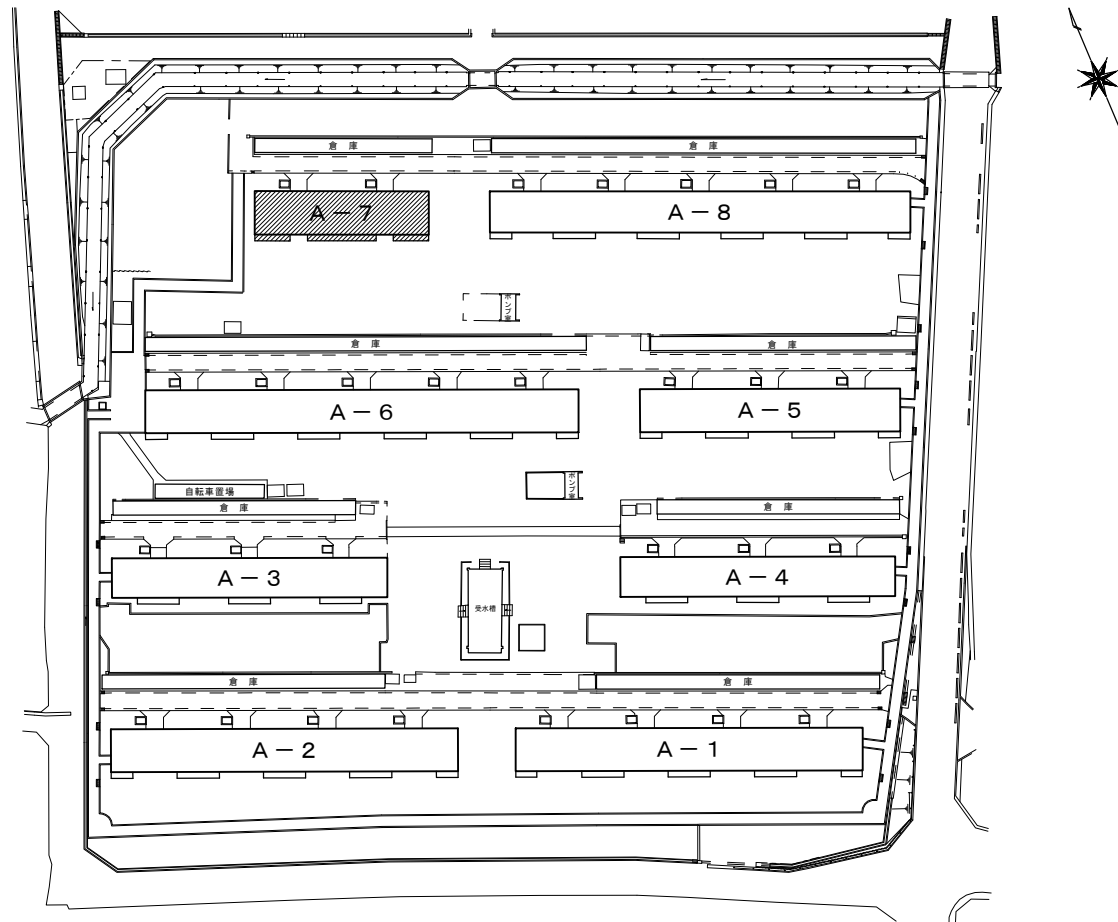 倉 庫
倉 庫
A－7
A－8
ポンプ室
倉 庫
倉 庫
A－6
A－5
ポンプ室
自転車置場
倉 庫
倉 庫
A－3
A－4
受水槽
倉 庫
倉 庫
A－2
A－1